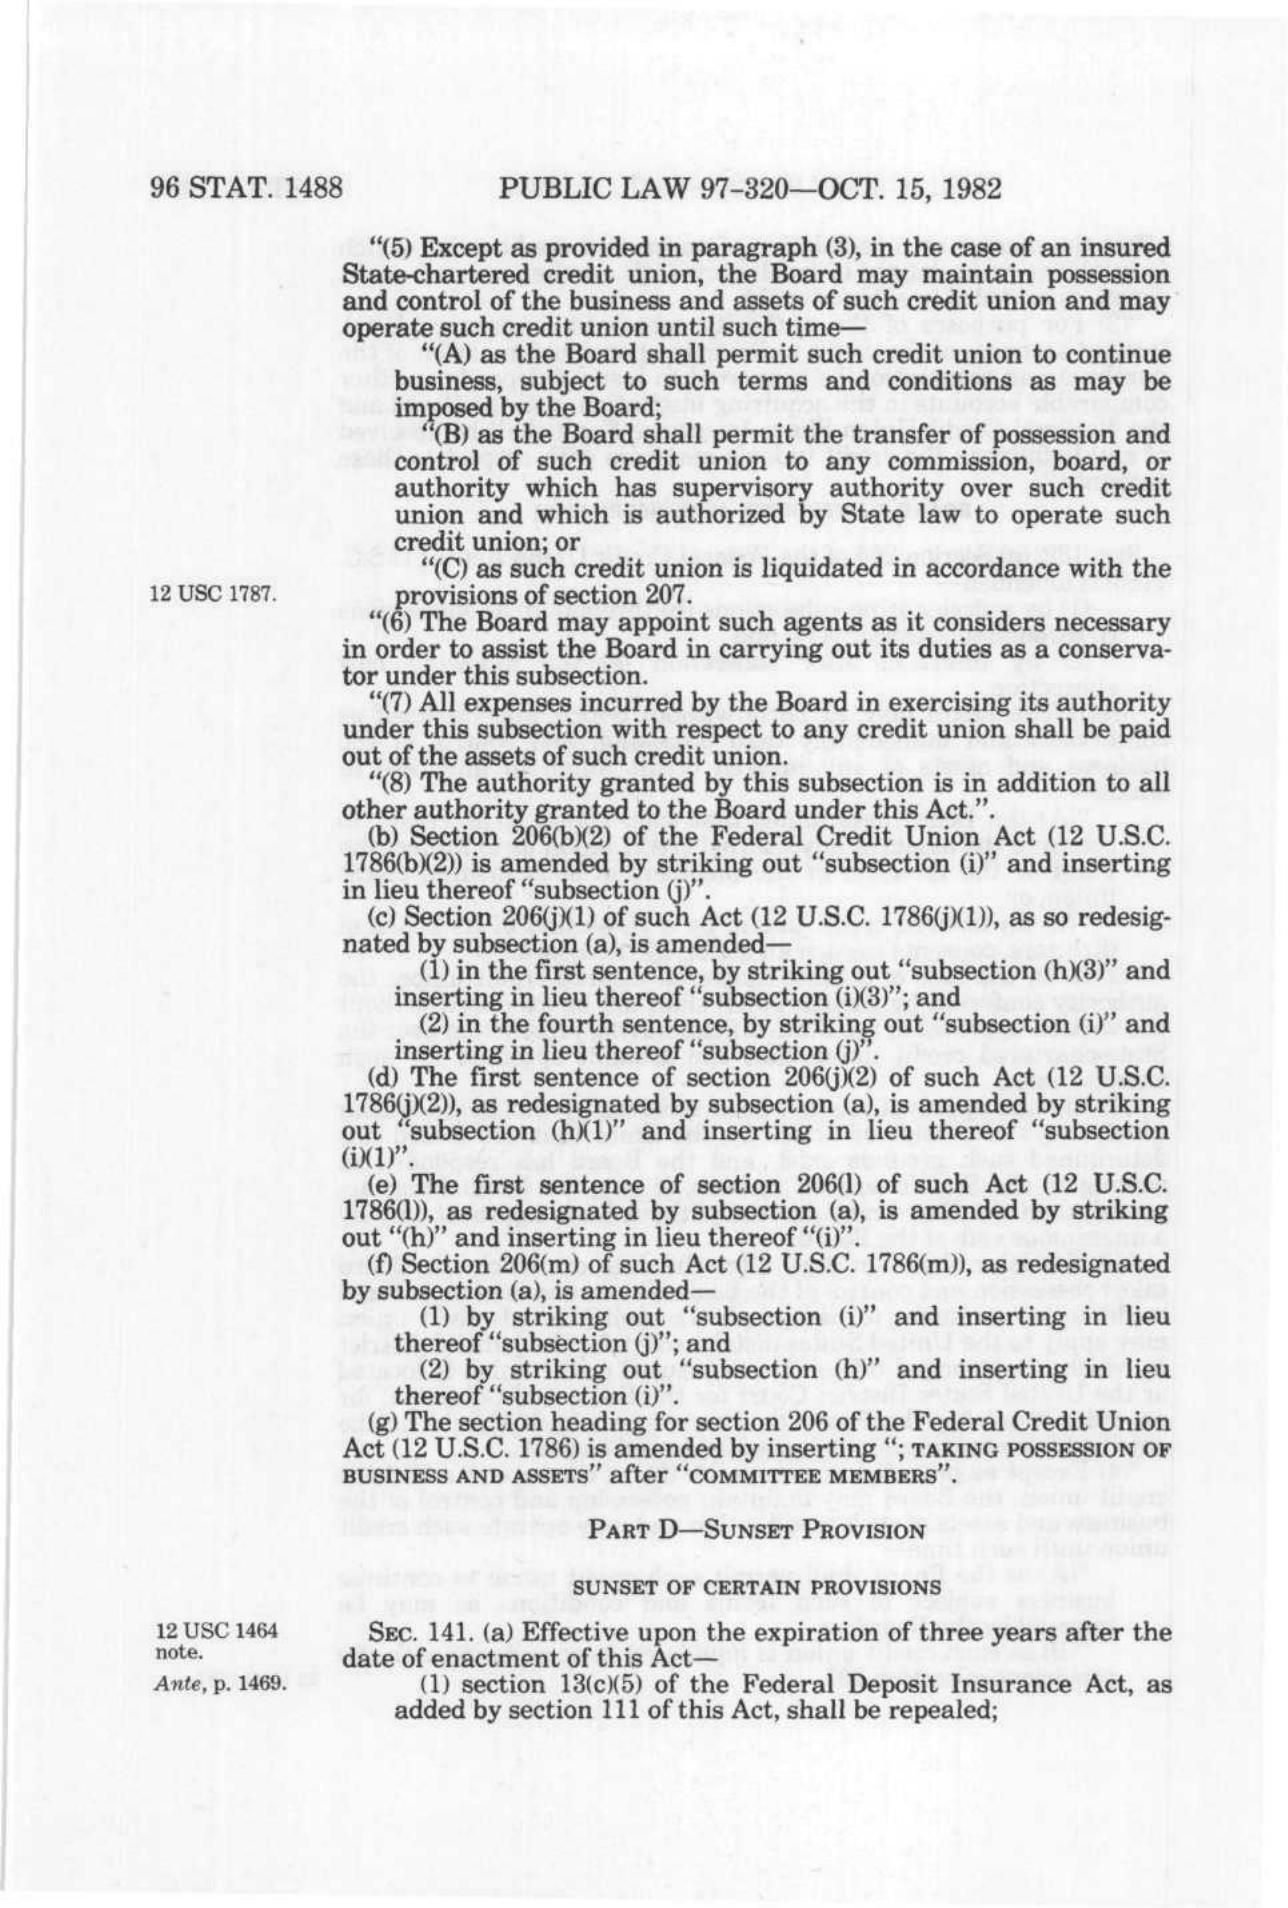 96 STAT. 1488 PUBLIC LAW 97-320—OCT. 15, 1982
"(5) Except as provided in paragraph (3), in the case of an insured
State-chartered credit union, the Board may maintain possession
and control of the business and assets of such credit union and may
operate such credit union until such time—
"(A) as the Board shall permit such credit union to continue
business, subject to such terms and conditions as may be
imposed by the Board;
"(B) as the Board shall permit the transfer of possession and
control of such credit union to any commission, board, or
authority which has supervisory authority over such credit
union and which is authorized by State law to operate such
credit union; or
"(C) as such credit union is liquidated in accordance with the
12 USC 1787.
provisions of section 207.
"(6) The Board may appoint such agents as it considers necessary
in order to assist the Board in carrying out its duties as a conserva-
tor under this subsection.
"(7) All expenses incurred by the Board in exercising its authority
under this subsection with respect to any credit union shall be paid
out of the assets of such credit union.
"(8) The authority granted by this subsection is in addition to all
other authority granted to the Board under this Act.".
(b) Section 206(b)(2) of the Federal Credit Union Act (12 U.S.C.
1786(b)(2)) is amended by striking out "subsection (i)" and inserting
in lieu thereof "subsection (j)".
(c) Section 206(j)(1) of such Act (12 U.S.C. 1786(j)(1)), as so redesig-
nated by subsection (a), is amended—
(1) in the first sentence, by striking out "subsection (h)(3)" and
inserting in lieu thereof "subsection (i)(3)"; and
(2) in the fourth sentence, by striking out "subsection (i)" and
inserting in lieu thereof "subsection (j)".
(d) The first sentence of section 206(j)(2) of such Act (12 U.S.C.
1786(j)(2)), as redesignated by subsection (a), is amended by striking
out "subsection (h)(1)" and inserting in lieu thereof "subsection
(i)(1)".
(e) The first sentence of section 206(l) of such Act (12 U.S.C.
1786(l)), as redesignated by subsection (a), is amended by striking
out "(h)" and inserting in lieu thereof "(i)".
(f) Section 206(m) of such Act (12 U.S.C. 1786(m)), as redesignated
by subsection (a), is amended—
(1) by striking out "subsection (i)" and inserting in lieu
thereof "subsection (j)"; and
(2) by striking out "subsection (h)" and inserting in lieu
thereof "subsection (i)".
(g) The section heading for section 206 of the Federal Credit Union
Act (12 U.S.C. 1786) is amended by inserting "; TAKING POSSESSION OF
BUSINESS AND ASSETS" after "COMMITTEE MEMBERS".
PART D—SUNSET PROVISION
SUNSET OF CERTAIN PROVISIONS
12 USC 1464
note.
Ante, p. 1469.
SEC. 141. (a) Effective upon the expiration of three years after the
date of enactment of this Act—
(1) section 13(c)(5) of the Federal Deposit Insurance Act, as
added by section 111 of this Act, shall be repealed;